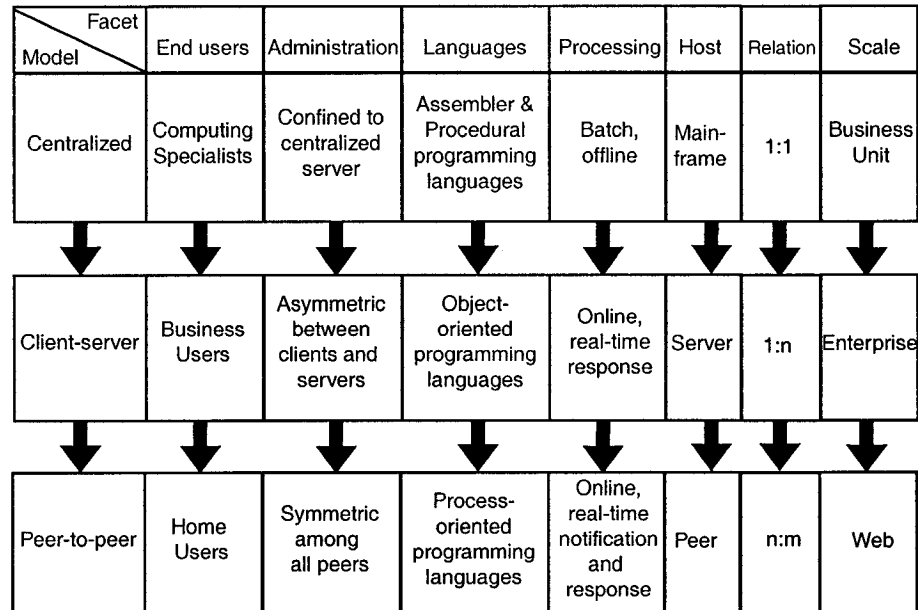 Facet
Model
End users
Administration
Languages
Processing
Host
Relation
Scale
Centralized
Computing
Specialists
Confined to
centralized
server
Assembler &
Procedural
programming
languages
Batch,
offline
Main-
frame
1:1
Business
Unit
Client-server
Business
Users
Asymmetric
between
clients and
servers
Object-
oriented
programming
languages
Online,
real-time
response
Server
1:n
Enterprise
Peer-to-peer
Home
Users
Symmetric
among
all peers
Process-
oriented
programming
languages
Online,
real-time
notification
and
response
Peer
n:m
Web